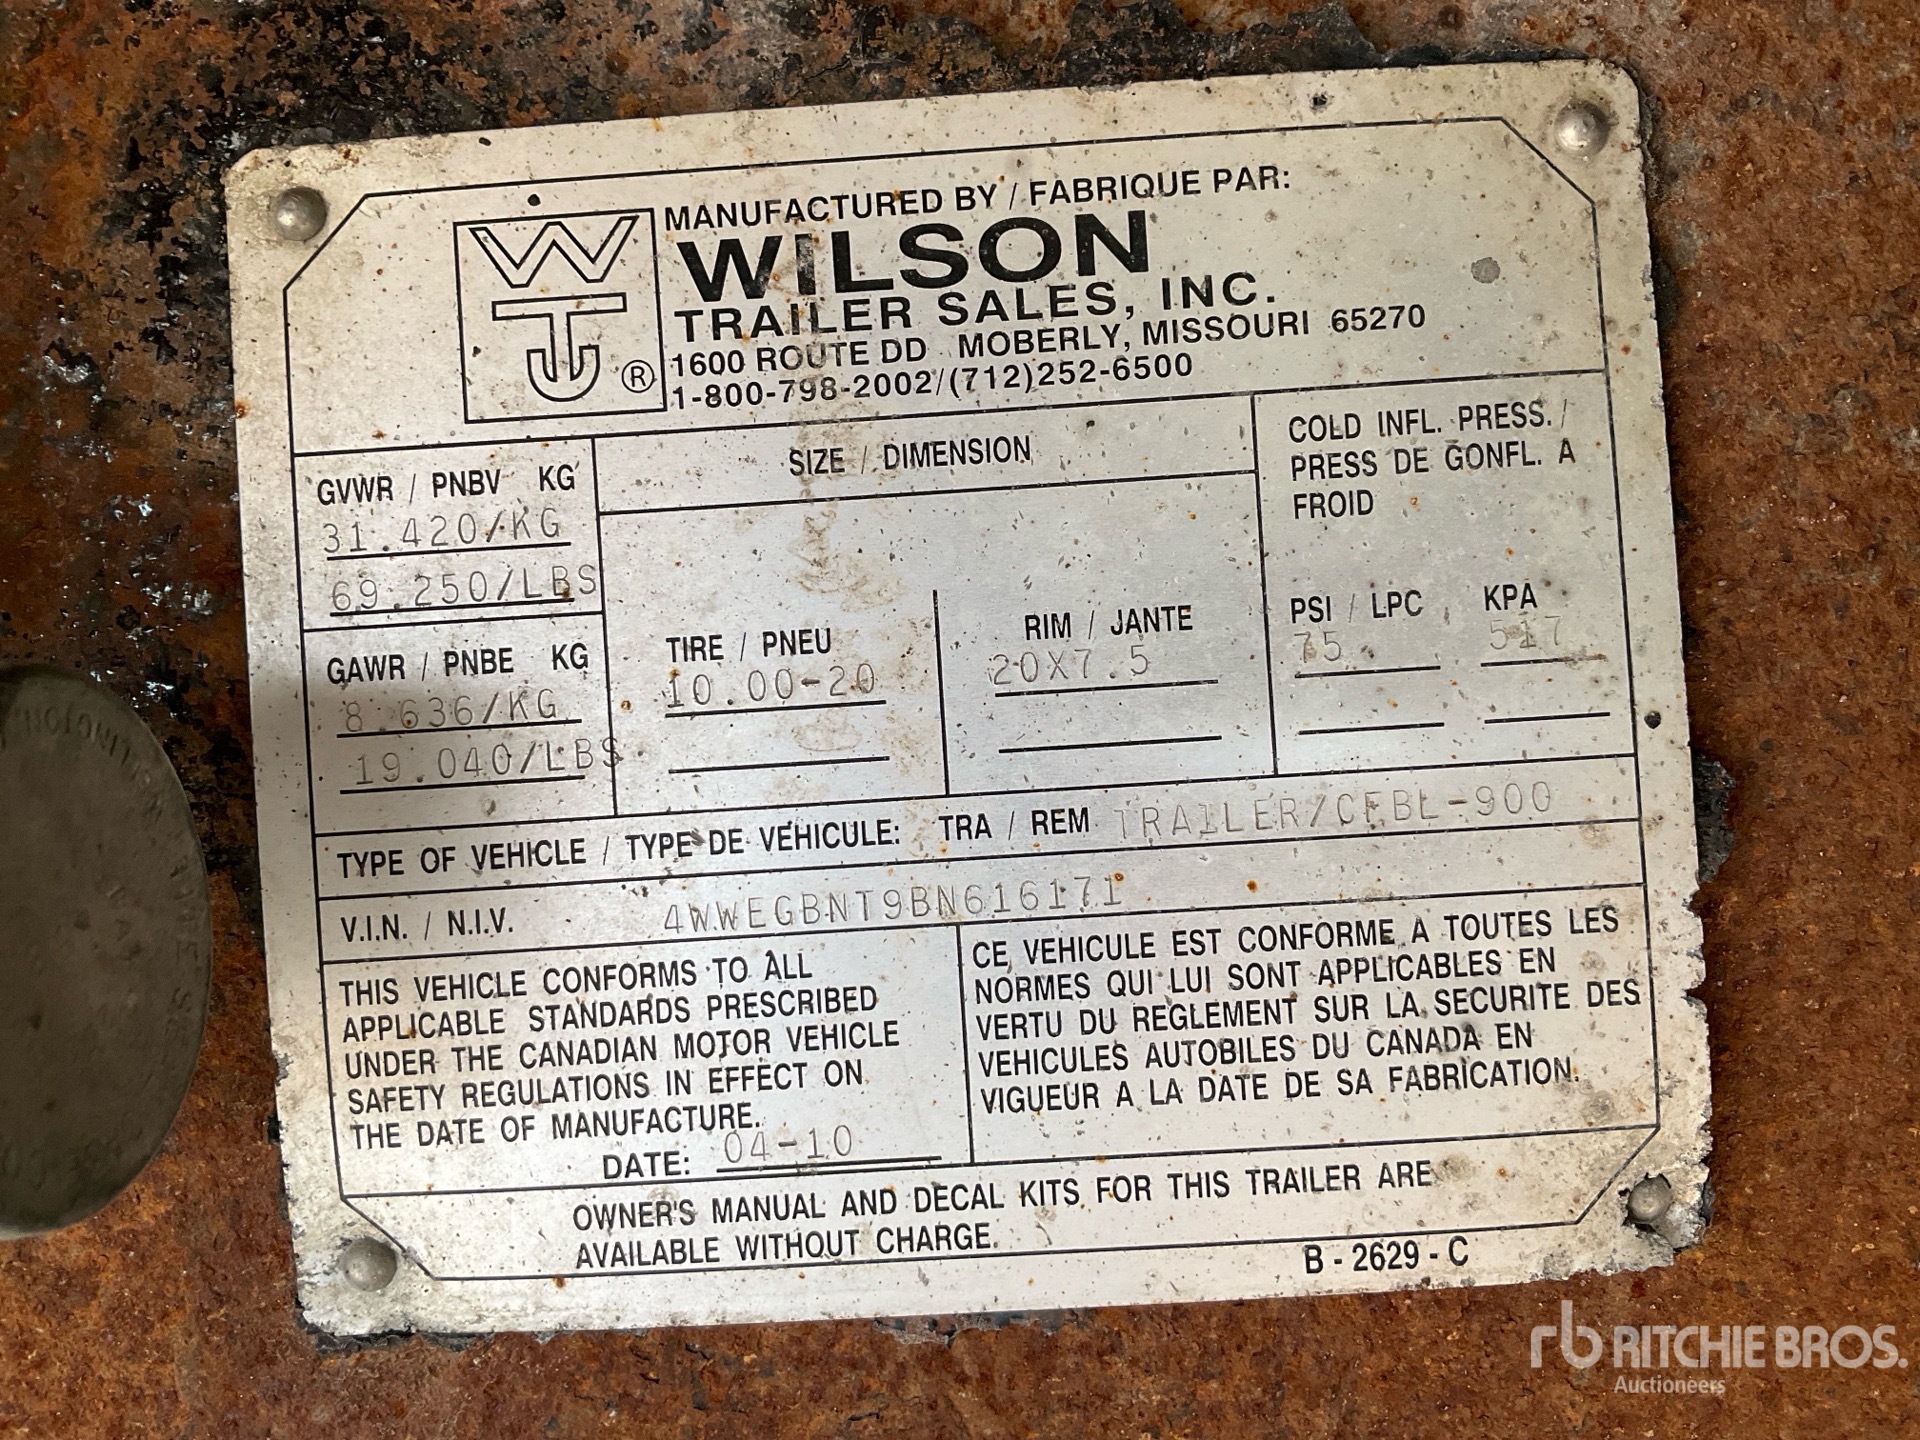 MANUFACTURED BY / FABRIQUE PAR:
WILSON
TRAILER SALES, INC.
1600 ROUTE DD MOBERLY, MISSOURI 65270
1-800-798-2002/(712)252-6500
WTJ ®
GVWR / PNBV KG
31.420/KG
69.250/LBS
SIZE / DIMENSION
COLD INFL. PRESS. /
PRESS DE GONFL. A
FROID
GAWR / PNBE KG
8.636/KG
19.040/LBS
TIRE / PNEU
10.00-20
RIM / JANTE
20X7.5
PSI / LPC KPA
75 517
TYPE OF VEHICLE / TYPE DE VEHICULE: TRA / REM TRAILER/CFBL-900
V.I.N. / N.I.V. 4WWEGBNT9BN616171
THIS VEHICLE CONFORMS TO ALL
APPLICABLE STANDARDS PRESCRIBED
UNDER THE CANADIAN MOTOR VEHICLE
SAFETY REGULATIONS IN EFFECT ON
THE DATE OF MANUFACTURE.
DATE: 04-10
CE VEHICULE EST CONFORME A TOUTES LES
NORMES QUI LUI SONT APPLICABLES EN
VERTU DU REGLEMENT SUR LA SECURITE DES
VEHICULES AUTOBILES DU CANADA EN
VIGUEUR A LA DATE DE SA FABRICATION.
OWNER'S MANUAL AND DECAL KITS FOR THIS TRAILER ARE
AVAILABLE WITHOUT CHARGE.
B - 2629 - C
rb RITCHIE BROS.
Auctioneers